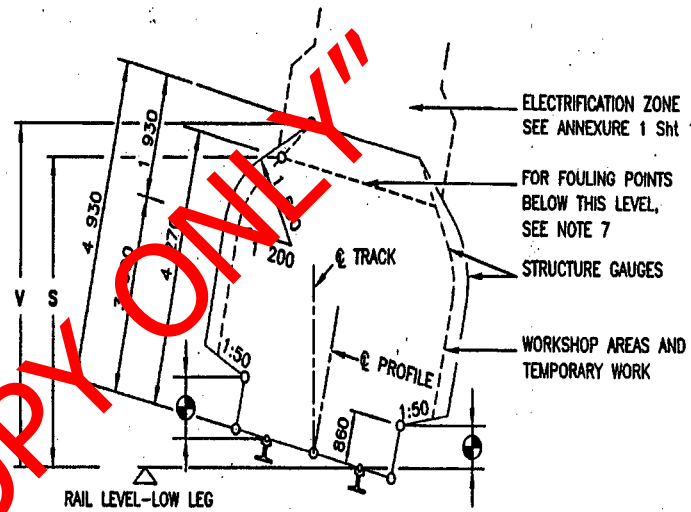 ELECTRIFICATION ZONE
SEE ANNEXURE 1 Sht
FOR FOULING POINTS
BELOW THIS LEVEL,
SEE NOTE 7
STRUCTURE GAUGES
WORKSHOP AREAS AND
TEMPORARY WORK
1 930
4 930
V
S
200
℄ TRACK
℄ PROFILE
1:50
1:50
860
RAIL LEVEL-LOW LEG
OPY ONLY"